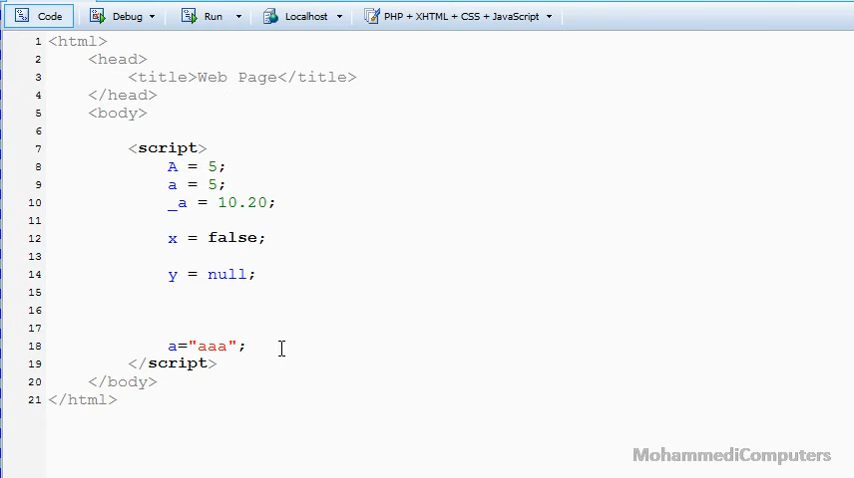 Code Debug Run Localhost PHP + XHTML + CSS + JavaScript
1 <html>
2 <head>
3 <title>Web Page</title>
4 </head>
5 <body>
6
7 <script>
8 A = 5;
9 a = 5;
10 _a = 10.20;
11
12 x = false;
13
14 y = null;
15
16
17
18 a="aaa";
19 </script>
20 </body>
21 </html>
MohammediComputers